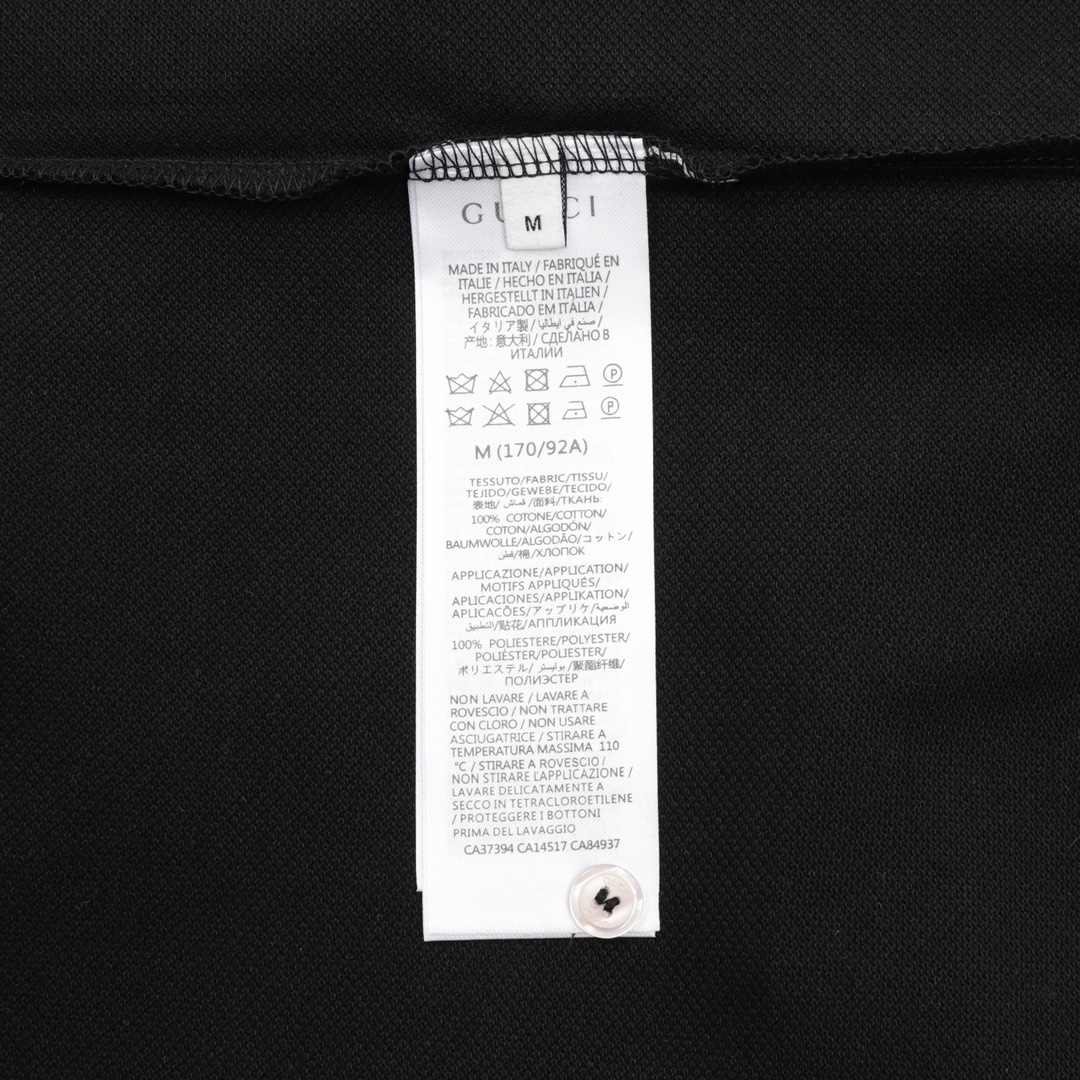 GUCCI
M
MADE IN ITALY / FABRIQUÉ EN
ITALIE / HECHO EN ITALIA /
HERGESTELLT IN ITALIEN /
FABRICADO EM ITALIA /
イタリア製 / صنع في ايطاليا /
产地: 意大利 / СДЕЛАНО В
ИТАЛИИ
P
P
M (170/92A)
TESSUTO/FABRIC/TISSU/
TEJIDO/GEWEBE/TECIDO/
表地/ قماش /面料/ТКАНЬ:
100% COTONE/COTTON/
COTON/ALGODÓN/
BAUMWOLLE/ALGODÃO/コットン/
قطن/棉/ХЛОПОК
APPLICAZIONE/APPLICATION/
MOTIFS APPLIQUÉS/
APLICACIONES/APPLIKATION/
APLICACÕES/アップリケ/الوضعية
التطبيق/贴花/АППЛИКАЦИЯ
100% POLIESTERE/POLYESTER/
POLIÉSTER/POLIESTER/
ポリエステル/ بوليستر /聚酯纤维/
ПОЛИЭСТЕР
NON LAVARE / LAVARE A
ROVESCIO / NON TRATTARE
CON CLORO / NON USARE
ASCIUGATRICE / STIRARE A
TEMPERATURA MASSIMA 110
°C / STIRARE A ROVESCIO /
NON STIRARE L'APPLICAZIONE /
LAVARE DELICATAMENTE A
SECCO IN TETRACLOROETILENE
/ PROTEGGERE I BOTTONI
PRIMA DEL LAVAGGIO
CA37394 CA14517 CA84937